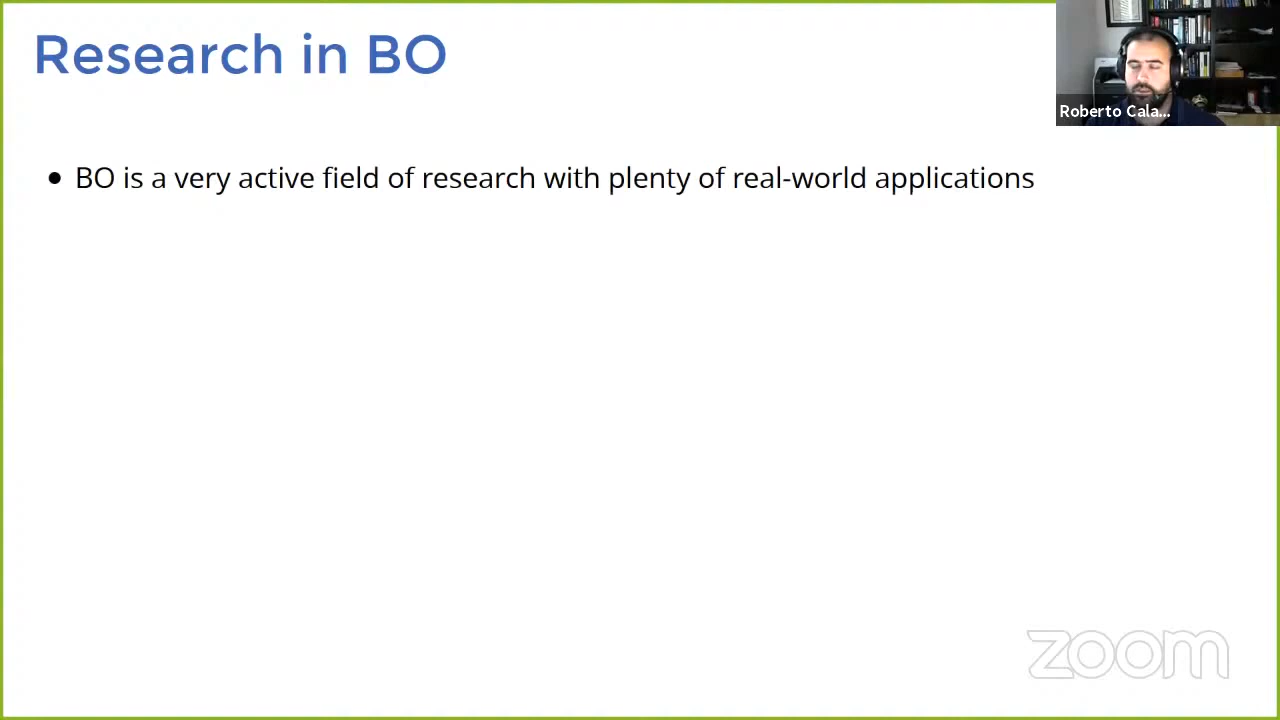 Research in BO
Roberto Cala...
• BO is a very active field of research with plenty of real-world applications
zoom